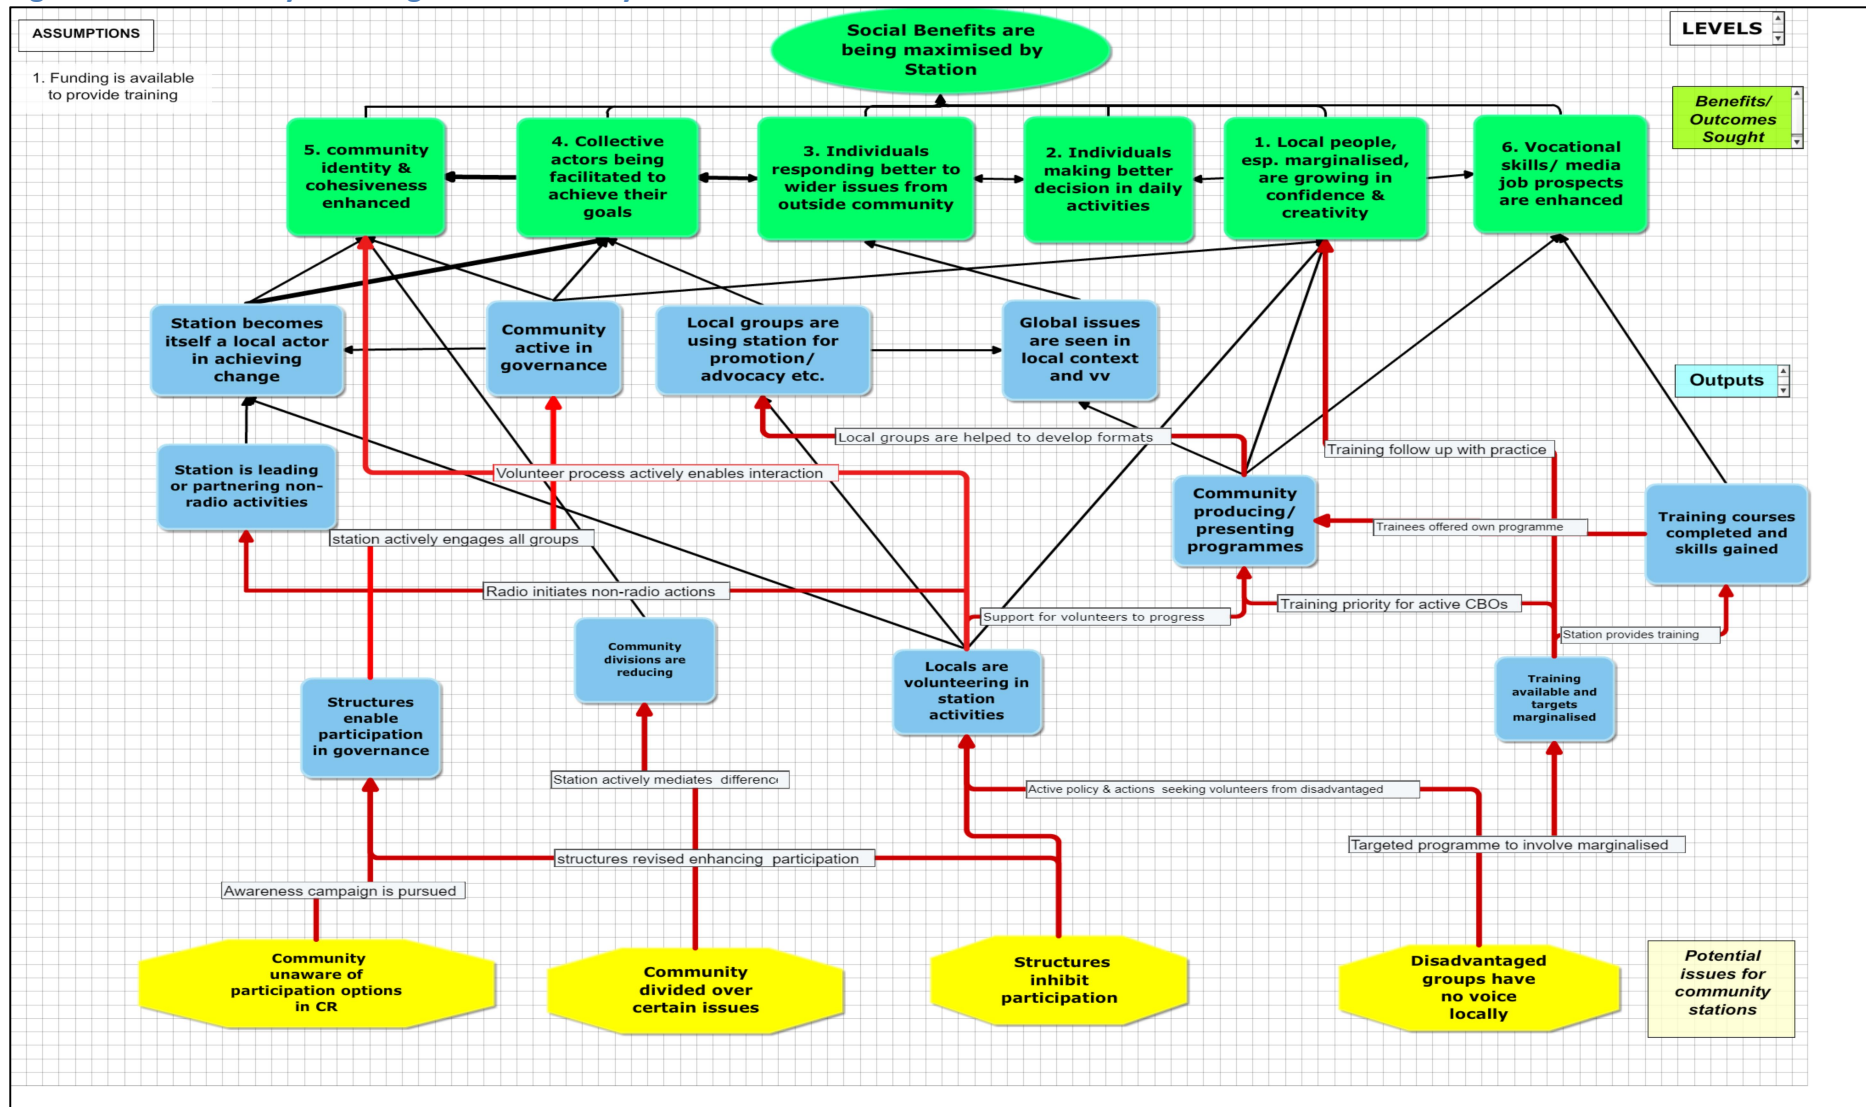 ASSUMPTIONS
1. Funding is available
to provide training
Social Benefits are
being maximised by
Station
LEVELS
Benefits/
Outcomes
Sought
5. community
identity &
cohesiveness
enhanced
4. Collective
actors being
facilitated to
achieve their
goals
3. Individuals
responding better to
wider issues from
outside community
2. Individuals
making better
decision in daily
activities
1. Local people,
esp. marginalised,
are growing in
confidence &
creativity
6. Vocational
skills/ media
job prospects
are enhanced
Station becomes
itself a local actor
in achieving
change
Community
active in
governance
Local groups are
using station for
promotion/
advocacy etc.
Global issues
are seen in
local context
and vv
Outputs
Local groups are helped to develop formats
Training follow up with practice
Station is leading
or partnering non-
radio activities
Volunteer process actively enables interaction
Community
producing/
presenting
programmes
Trainees offered own programme
Training courses
completed and
skills gained
station actively engages all groups
Radio initiates non-radio actions
Support for volunteers to progress
Training priority for active CBOs
Station provides training
Community
divisions are
reducing
Structures
enable
participation
in governance
Locals are
volunteering in
station
activities
Training
available and
targets
marginalised
Station actively mediates differenc
Active policy & actions seeking volunteers from disadvantaged
Targeted programme to involve marginalised
structures revised enhancing participation
Awareness campaign is pursued
Community
unaware of
participation options
in CR
Community
divided over
certain issues
Structures
inhibit
participation
Disadvantaged
groups have
no voice
locally
Potential
issues for
community
stations